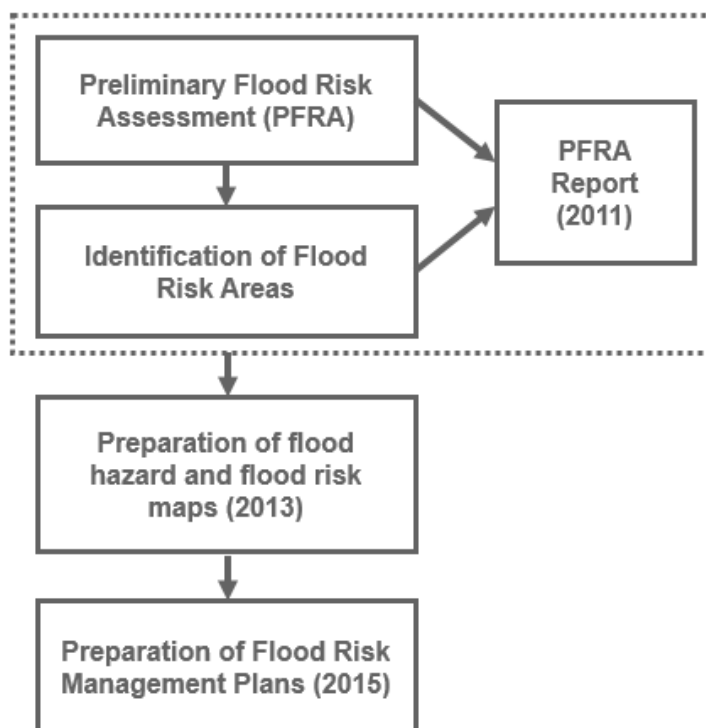 Preliminary Flood Risk
Assessment (PFRA)
PFRA
Report
(2011)
Identification of Flood
Risk Areas
Preparation of flood
hazard and flood risk
maps (2013)
Preparation of Flood Risk
Management Plans (2015)